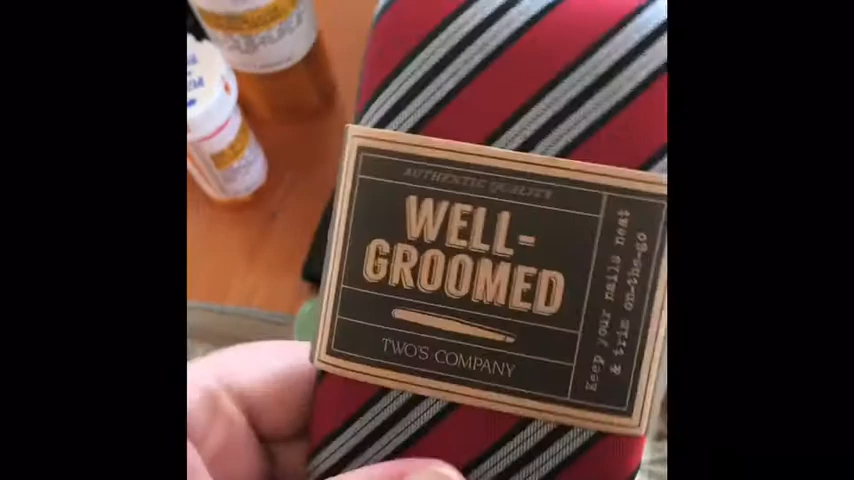 AUTHENTIC QUALITY
WELL-
GROOMED
TWO'S COMPANY
keep your nails neat
& trim on-the-go